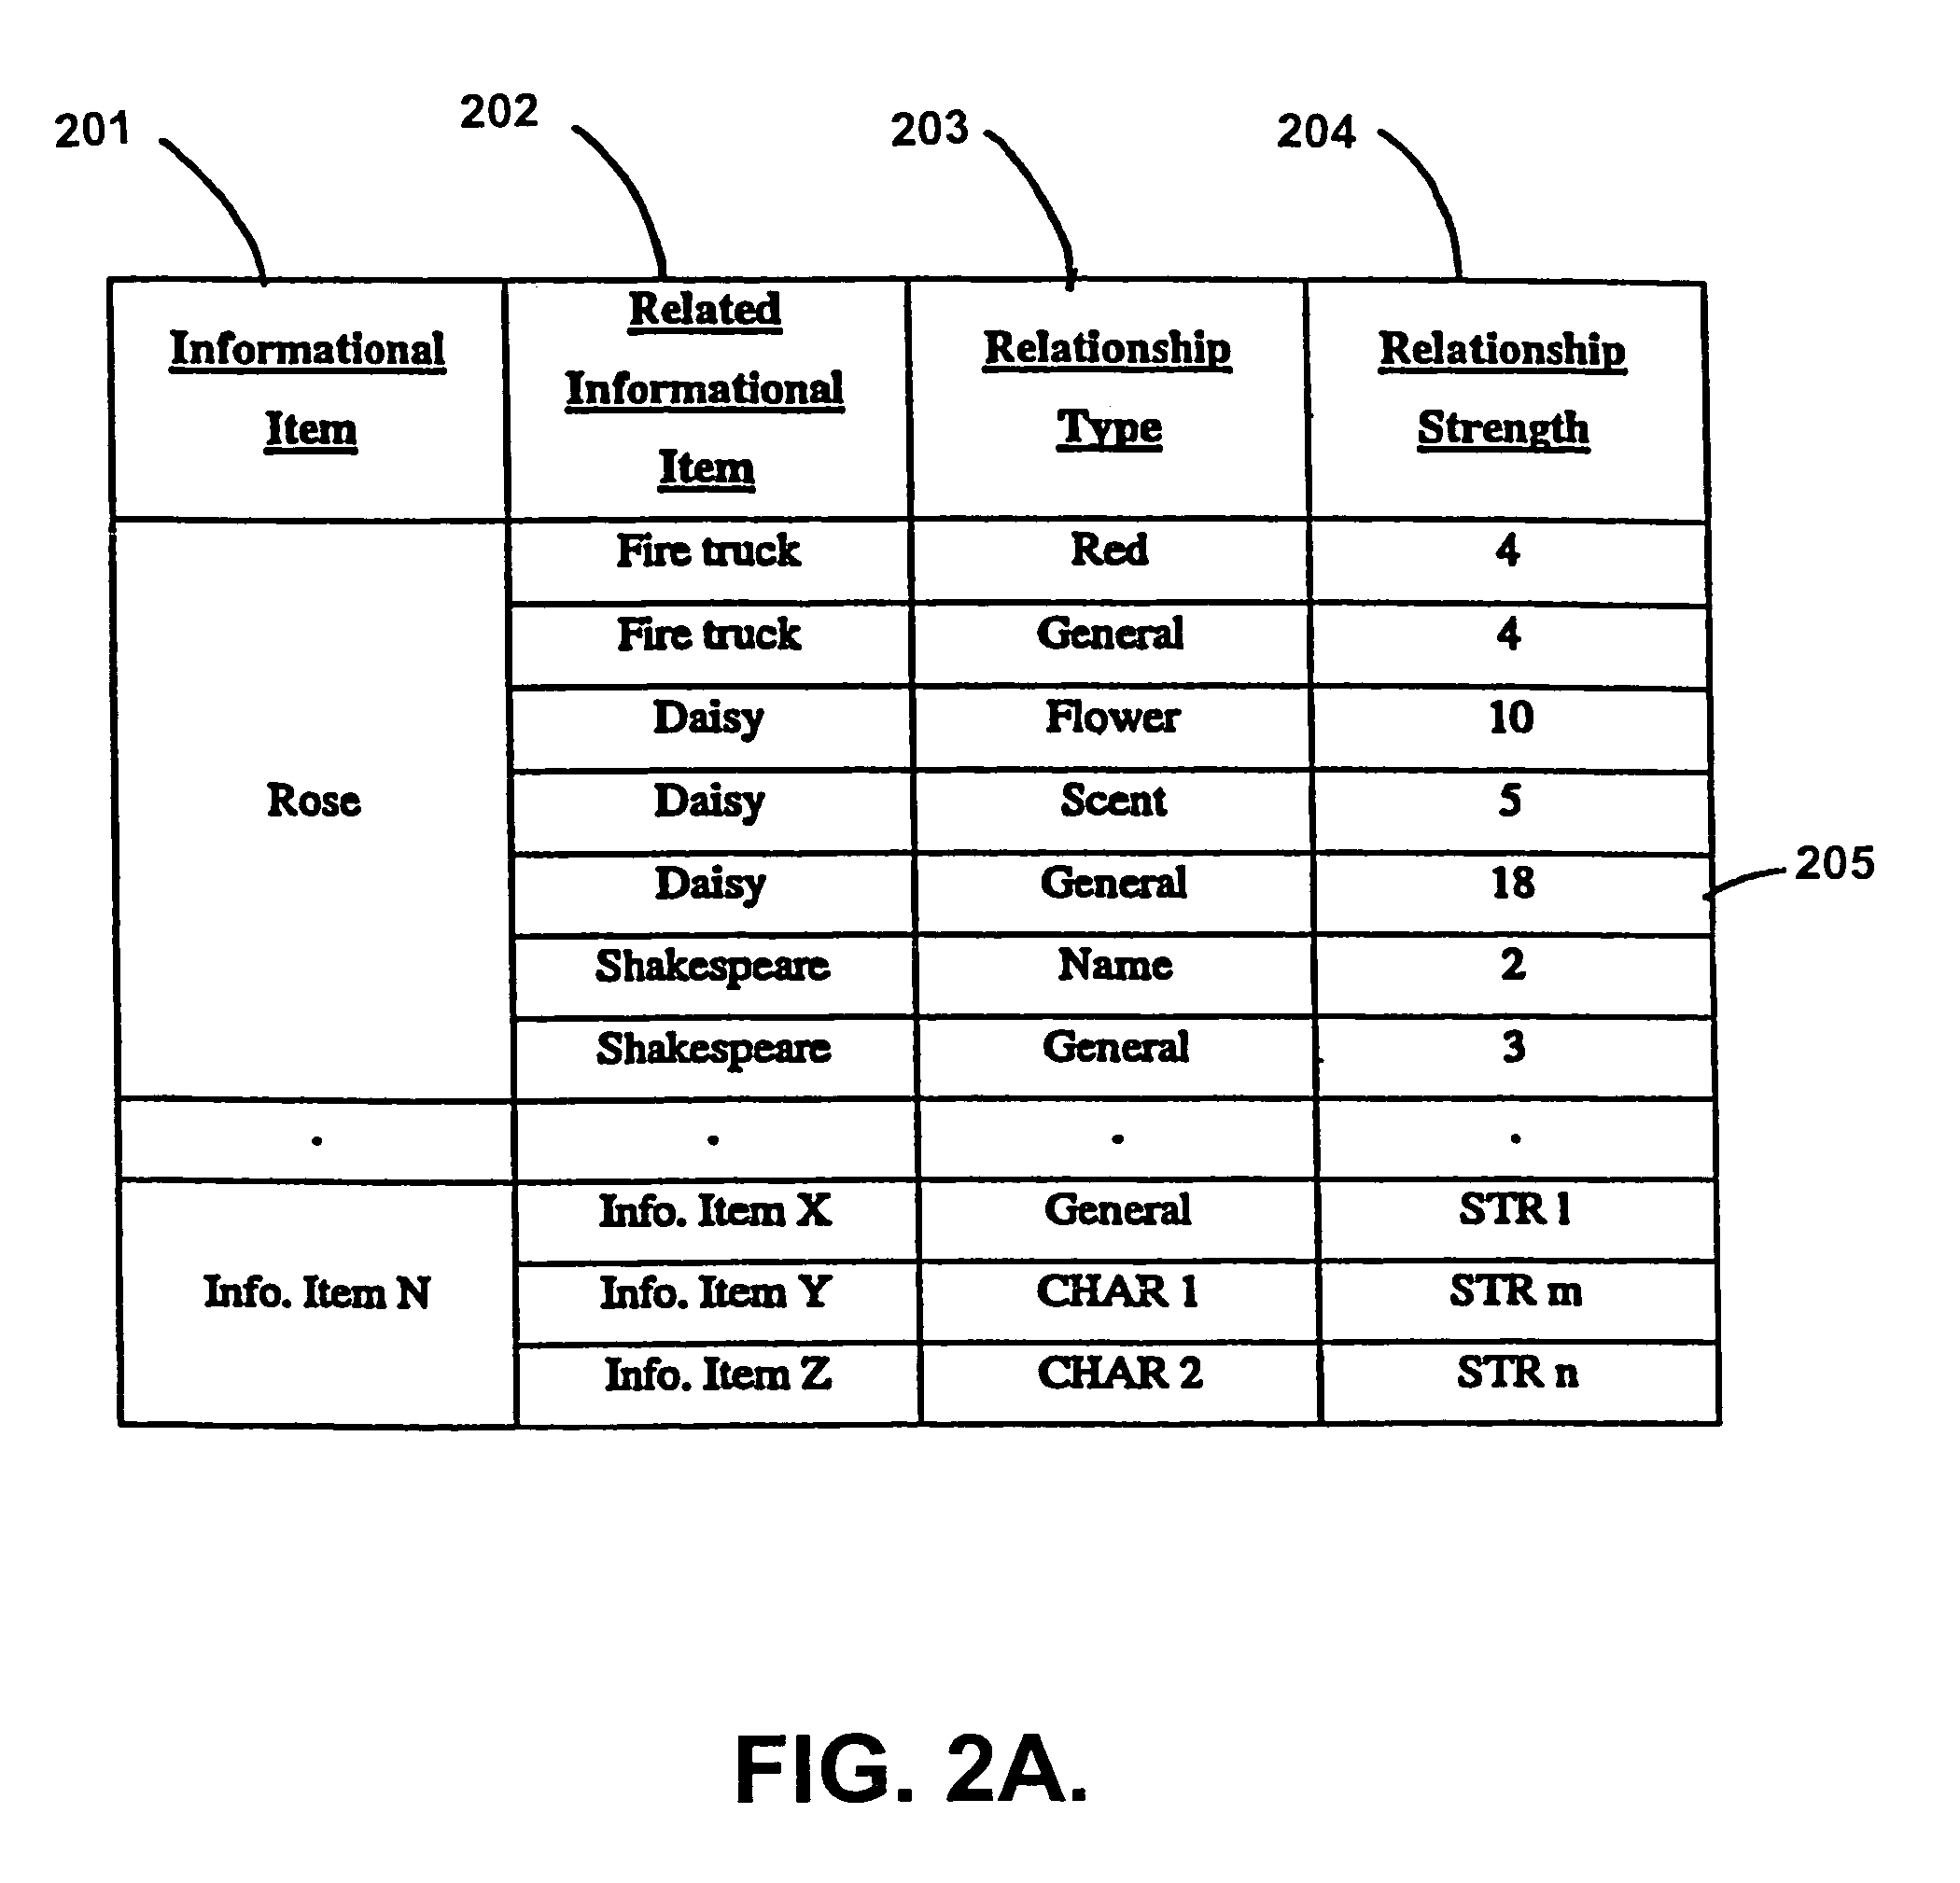 201 202 203 204
Informational Item
Related Informational Item
Relationship Type
Relationship Strength
Rose
Fire truck Red 4
Fire truck General 4
Daisy Flower 10
Daisy Scent 5
Daisy General 18
205
Shakespeare Name 2
Shakespeare General 3
. . . .
Info. Item N
Info. Item X General STR l
Info. Item Y CHAR 1 STR m
Info. Item Z CHAR 2 STR n
FIG. 2A.